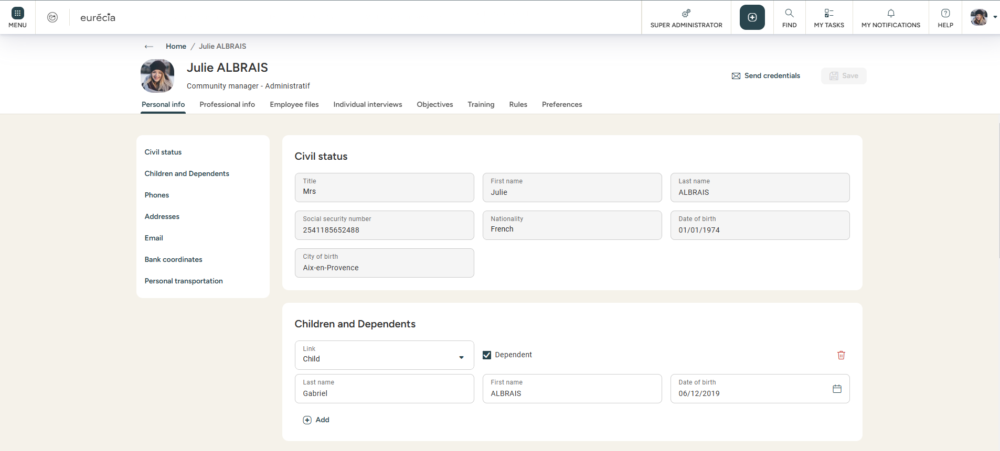 MENU
eurécia
SUPER ADMINISTRATOR
FIND
MY TASKS
MY NOTIFICATIONS
HELP
Home / Julie ALBRAIS
Julie ALBRAIS
Community manager - Administratif
Send credentials
Save
Personal info
Professional info
Employee files
Individual interviews
Objectives
Training
Rules
Preferences
Civil status
Children and Dependents
Phones
Addresses
Email
Bank coordinates
Personal transportation
Civil status
Title
Mrs
First name
Julie
Last name
ALBRAIS
Social security number
2541185652488
Nationality
French
Date of birth
01/01/1974
City of birth
Aix-en-Provence
Children and Dependents
Link
Child
Dependent
Last name
Gabriel
First name
ALBRAIS
Date of birth
06/12/2019
Add